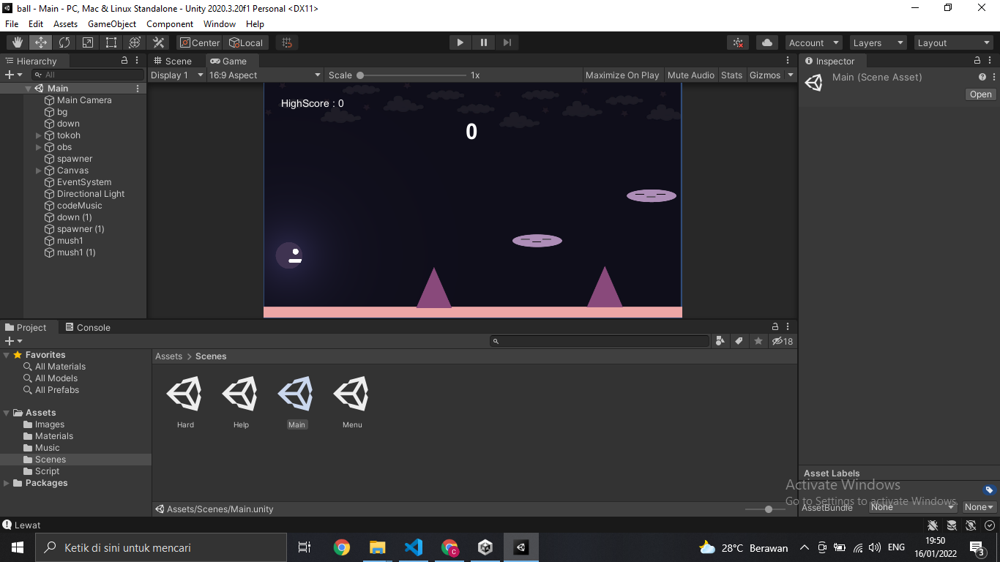 ball - Main - PC, Mac & Linux Standalone - Unity 2020.3.20f1 Personal <DX11>
File Edit Assets GameObject Component Window Help
Center Local Account Layers Layout
Hierarchy
All
Main
Main Camera
bg
down
tokoh
obs
spawner
Canvas
EventSystem
Directional Light
codeMusic
down (1)
spawner (1)
mush1
mush1 (1)
Scene Game
Display 1 16:9 Aspect Scale 1x Maximize On Play Mute Audio Stats Gizmos
HighScore : 0
0
Inspector
Main (Scene Asset)
Open
Project Console
18
Favorites
All Materials
All Models
All Prefabs
Assets
Images
Materials
Music
Scenes
Script
Packages
Assets > Scenes
Hard Help Main Menu
Assets/Scenes/Main.unity
Asset Labels
Activate Windows
Go to Settings to activate Windows.
AssetBundle None None
Lewat
Ketik di sini untuk mencari
28°C Berawan ENG
19:50
16/01/2022
3